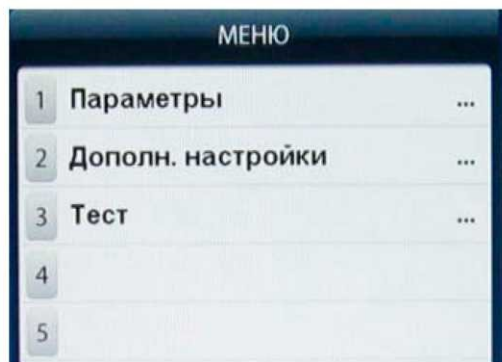 МЕНЮ
1 Параметры ...
2 Дополн. настройки ...
3 Тест ...
4
5